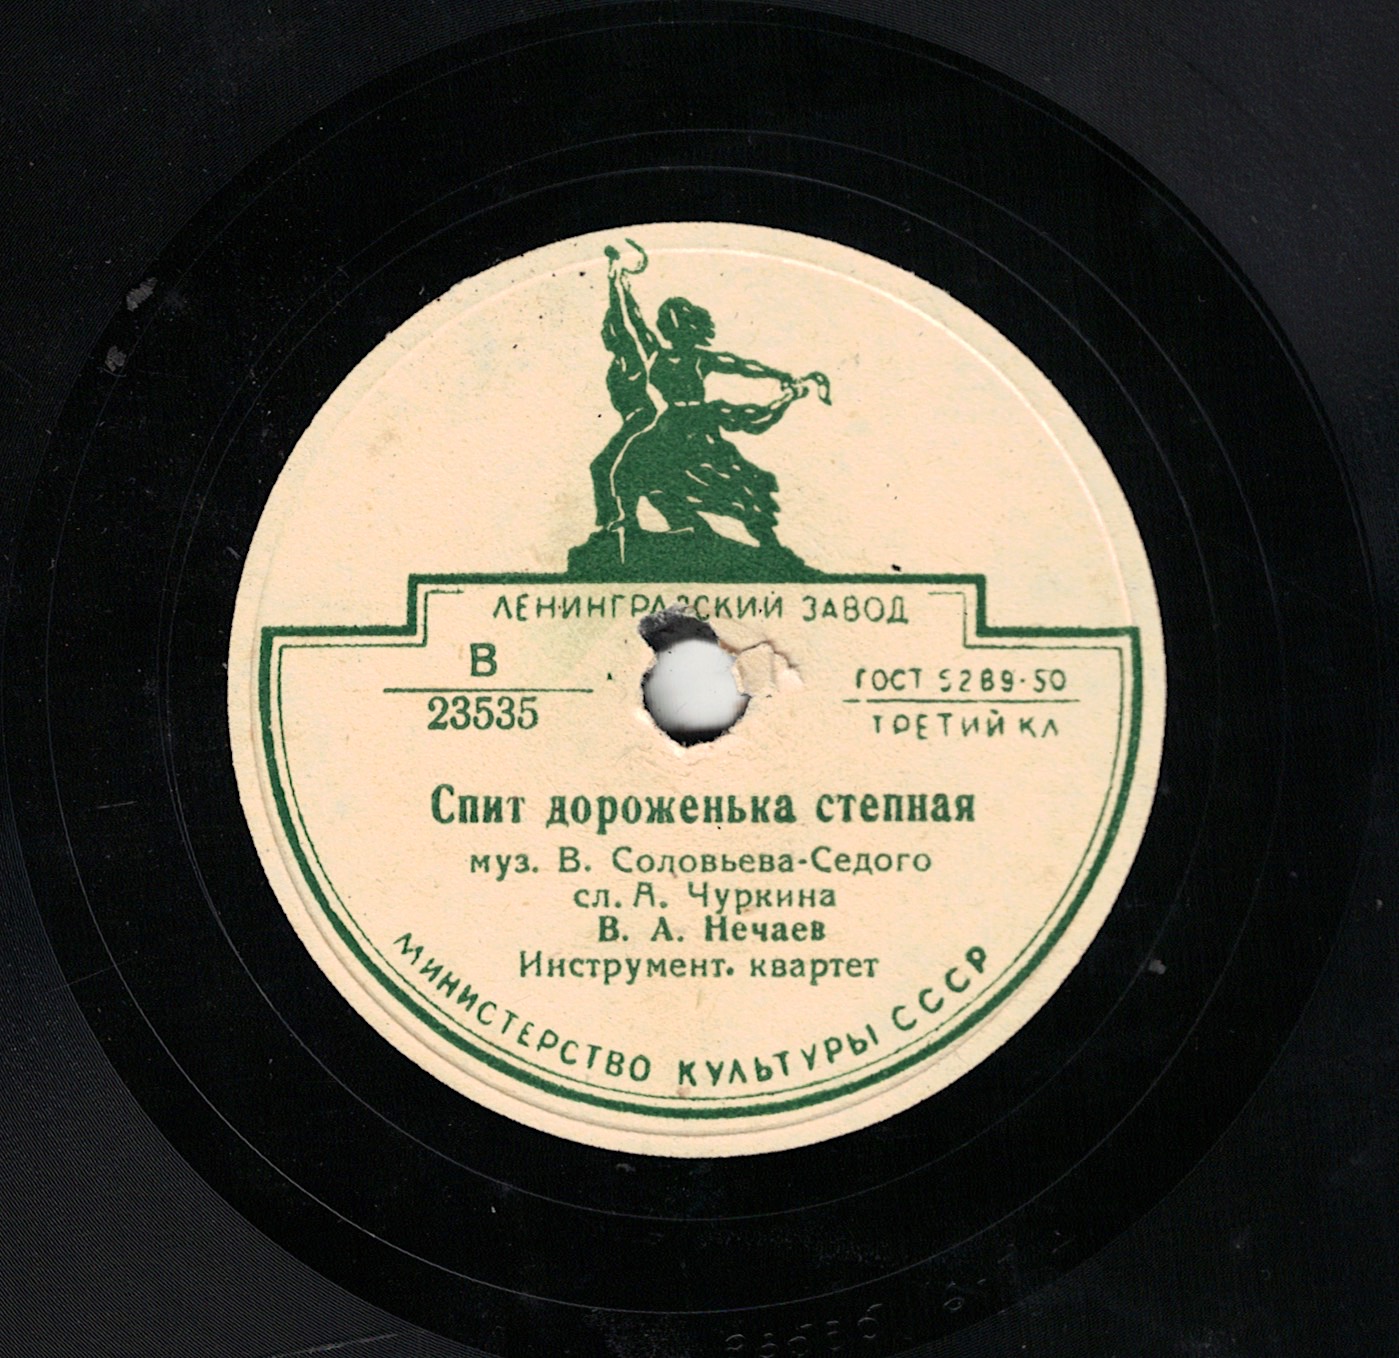 ЛЕНИНГРАДСКИЙ ЗАВОД
В
23535
ГОСТ 5289-50
ТРЕТИЙ КЛ
Спит дороженька степная
муз. В. Соловьева-Седого
сл. А. Чуркина
В. А. Нечаев
Инструмент. квартет
МИНИСТЕРСТВО КУЛЬТУРЫ СССР